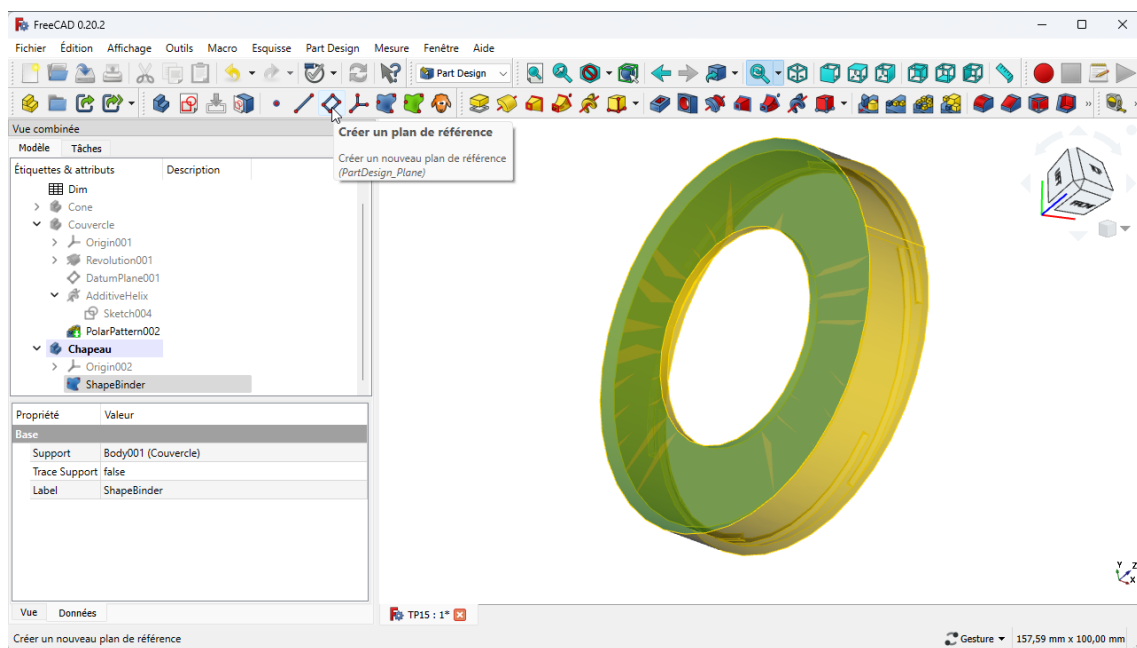 FreeCAD 0.20.2
Fichier Édition Affichage Outils Macro Esquisse Part Design Mesure Fenêtre Aide
Part Design
Vue combinée
Créer un plan de référence
Modèle Tâches
Créer un nouveau plan de référence
(PartDesign_Plane)
Étiquettes & attributs Description
Dim
Cone
Couvercle
Origin001
Revolution001
DatumPlane001
AdditiveHelix
Sketch004
PolarPattern002
Chapeau
Origin002
ShapeBinder
Propriété Valeur
Base
Support Body001 (Couvercle)
Trace Support false
Label ShapeBinder
Y Z
X
Vue Données
TP15 : 1*
Créer un nouveau plan de référence
Gesture 157,59 mm x 100,00 mm